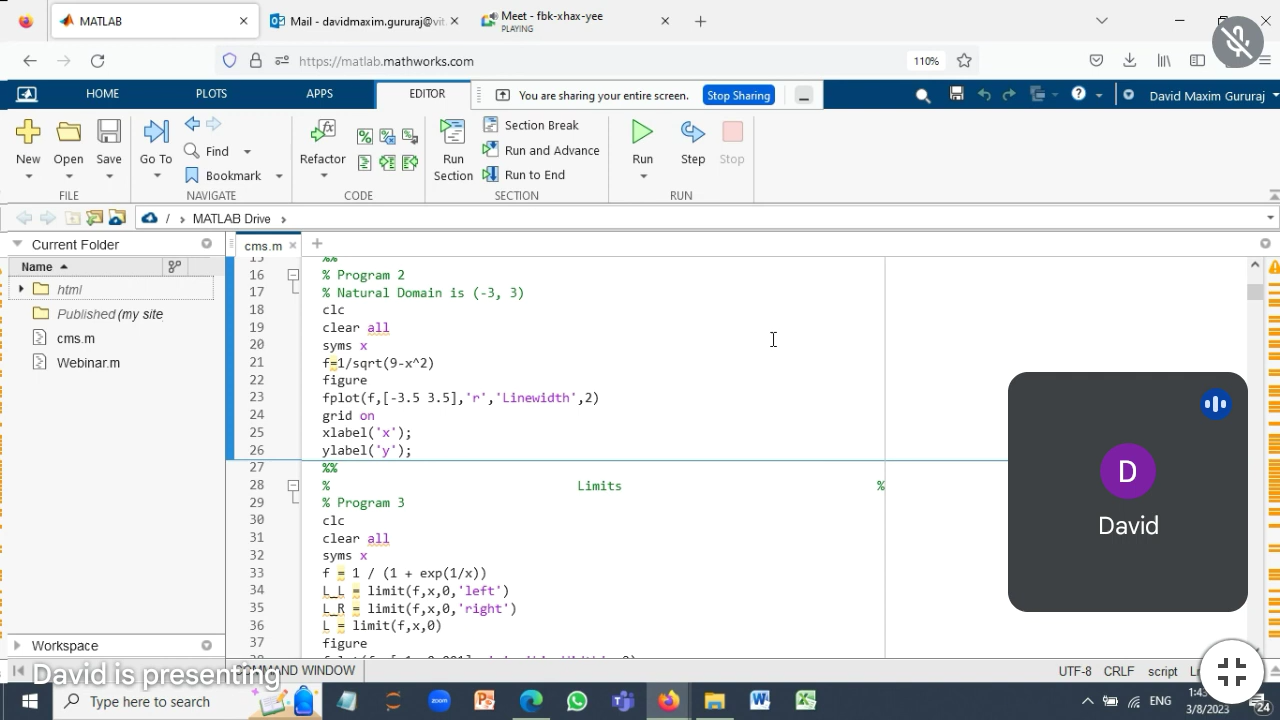 MATLAB
Mail - davidmaxim.gururaj@vit
Meet - fbk-xhax-yee
PLAYING
https://matlab.mathworks.com
110%
HOME
PLOTS
APPS
EDITOR
You are sharing your entire screen.
Stop Sharing
David Maxim Gururaj
New
Open
Save
FILE
Go To
Find
Bookmark
NAVIGATE
Refactor
CODE
Run
Section
Section Break
Run and Advance
Run to End
SECTION
Run
Step
Stop
RUN
/ > MATLAB Drive >
Current Folder
Name
html
Published (my site
cms.m
Webinar.m
Workspace
cms.m
15 %%
16 % Program 2
17 % Natural Domain is (-3, 3)
18 clc
19 clear all
20 syms x
21 f=1/sqrt(9-x^2)
22 figure
23 fplot(f,[-3.5 3.5],'r','Linewidth',2)
24 grid on
25 xlabel('x');
26 ylabel('y');
27 %%
28 % Limits %
29 % Program 3
30 clc
31 clear all
32 syms x
33 f = 1 / (1 + exp(1/x))
34 L_L = limit(f,x,0,'left')
35 L_R = limit(f,x,0,'right')
36 L = limit(f,x,0)
37 figure
D
David
David is presenting
UTF-8 CRLF script
Type here to search
zoom
ENG
3/8/2023
24